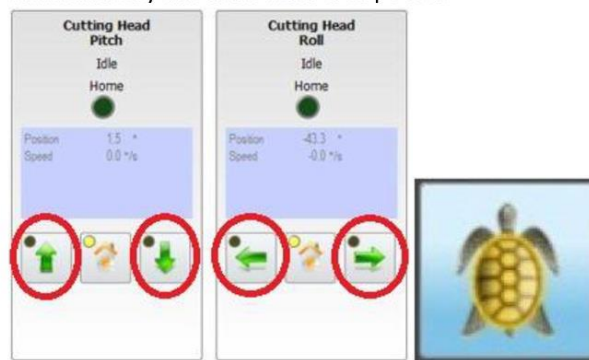 Cutting Head
Pitch
Idle
Home
Position 1.5 °
Speed 0.0 °/s
Cutting Head
Roll
Idle
Home
Position -43.3 °
Speed -0.0 °/s